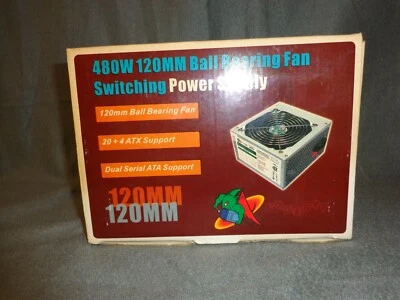 480W 120MM Ball Bearing Fan
Switching Power Supply
120mm Ball Bearing Fan
20 + 4 ATX Support
Dual Serial ATA Support
120MM
120MM